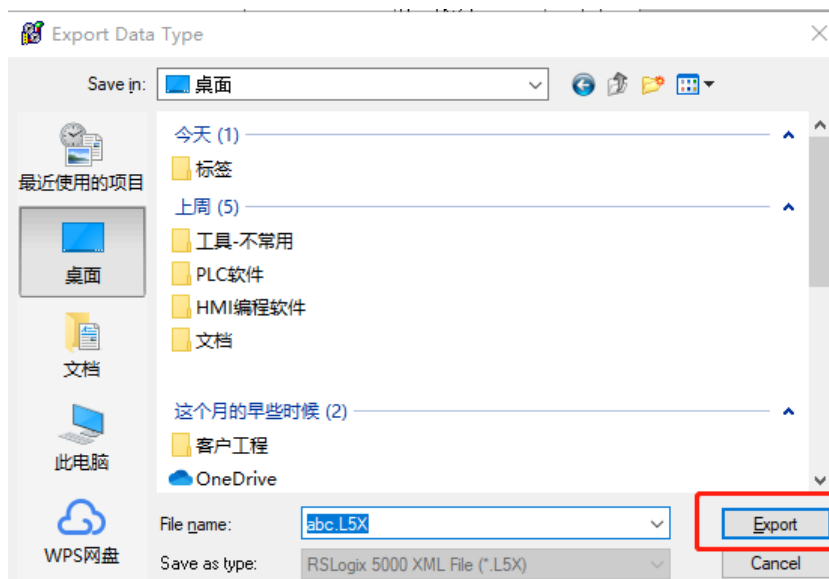 Export Data Type
Save in: 桌面
今天 (1)
标签
上周 (5)
工具-不常用
PLC软件
HMI编程软件
文档
这个月的早些时候 (2)
客户工程
OneDrive
最近使用的项目
桌面
文档
此电脑
WPS网盘
File name: abc.L5X Export
Save as type: RSLogix 5000 XML File (*.L5X) Cancel